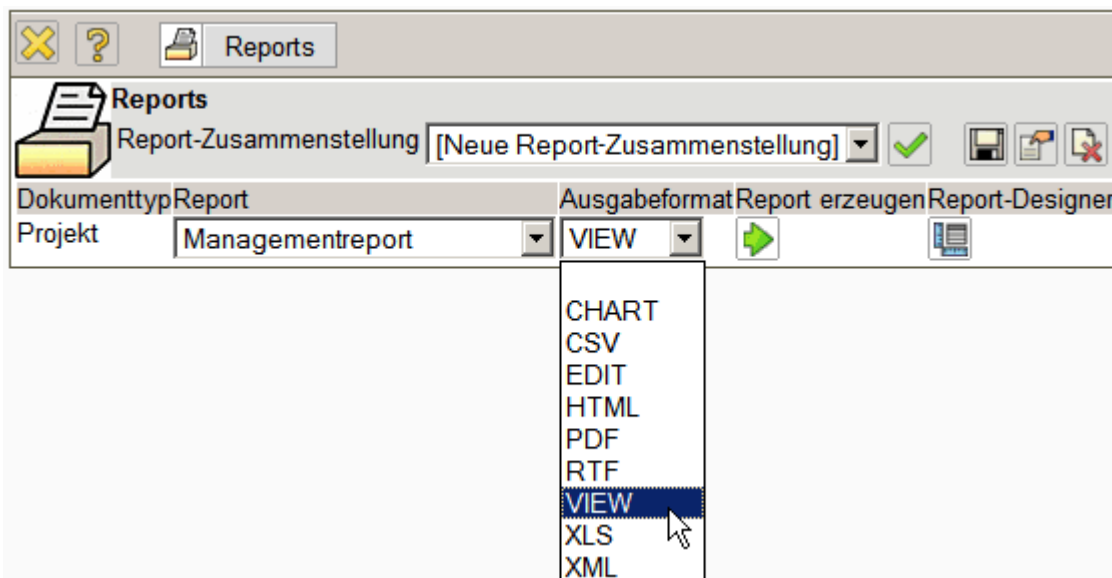 Reports
Reports
Report-Zusammenstellung [Neue Report-Zusammenstellung]
Dokumenttyp Report Ausgabeformat Report erzeugen Report-Designer
Projekt Managementreport VIEW
CHART
CSV
EDIT
HTML
PDF
RTF
VIEW
XLS
XML